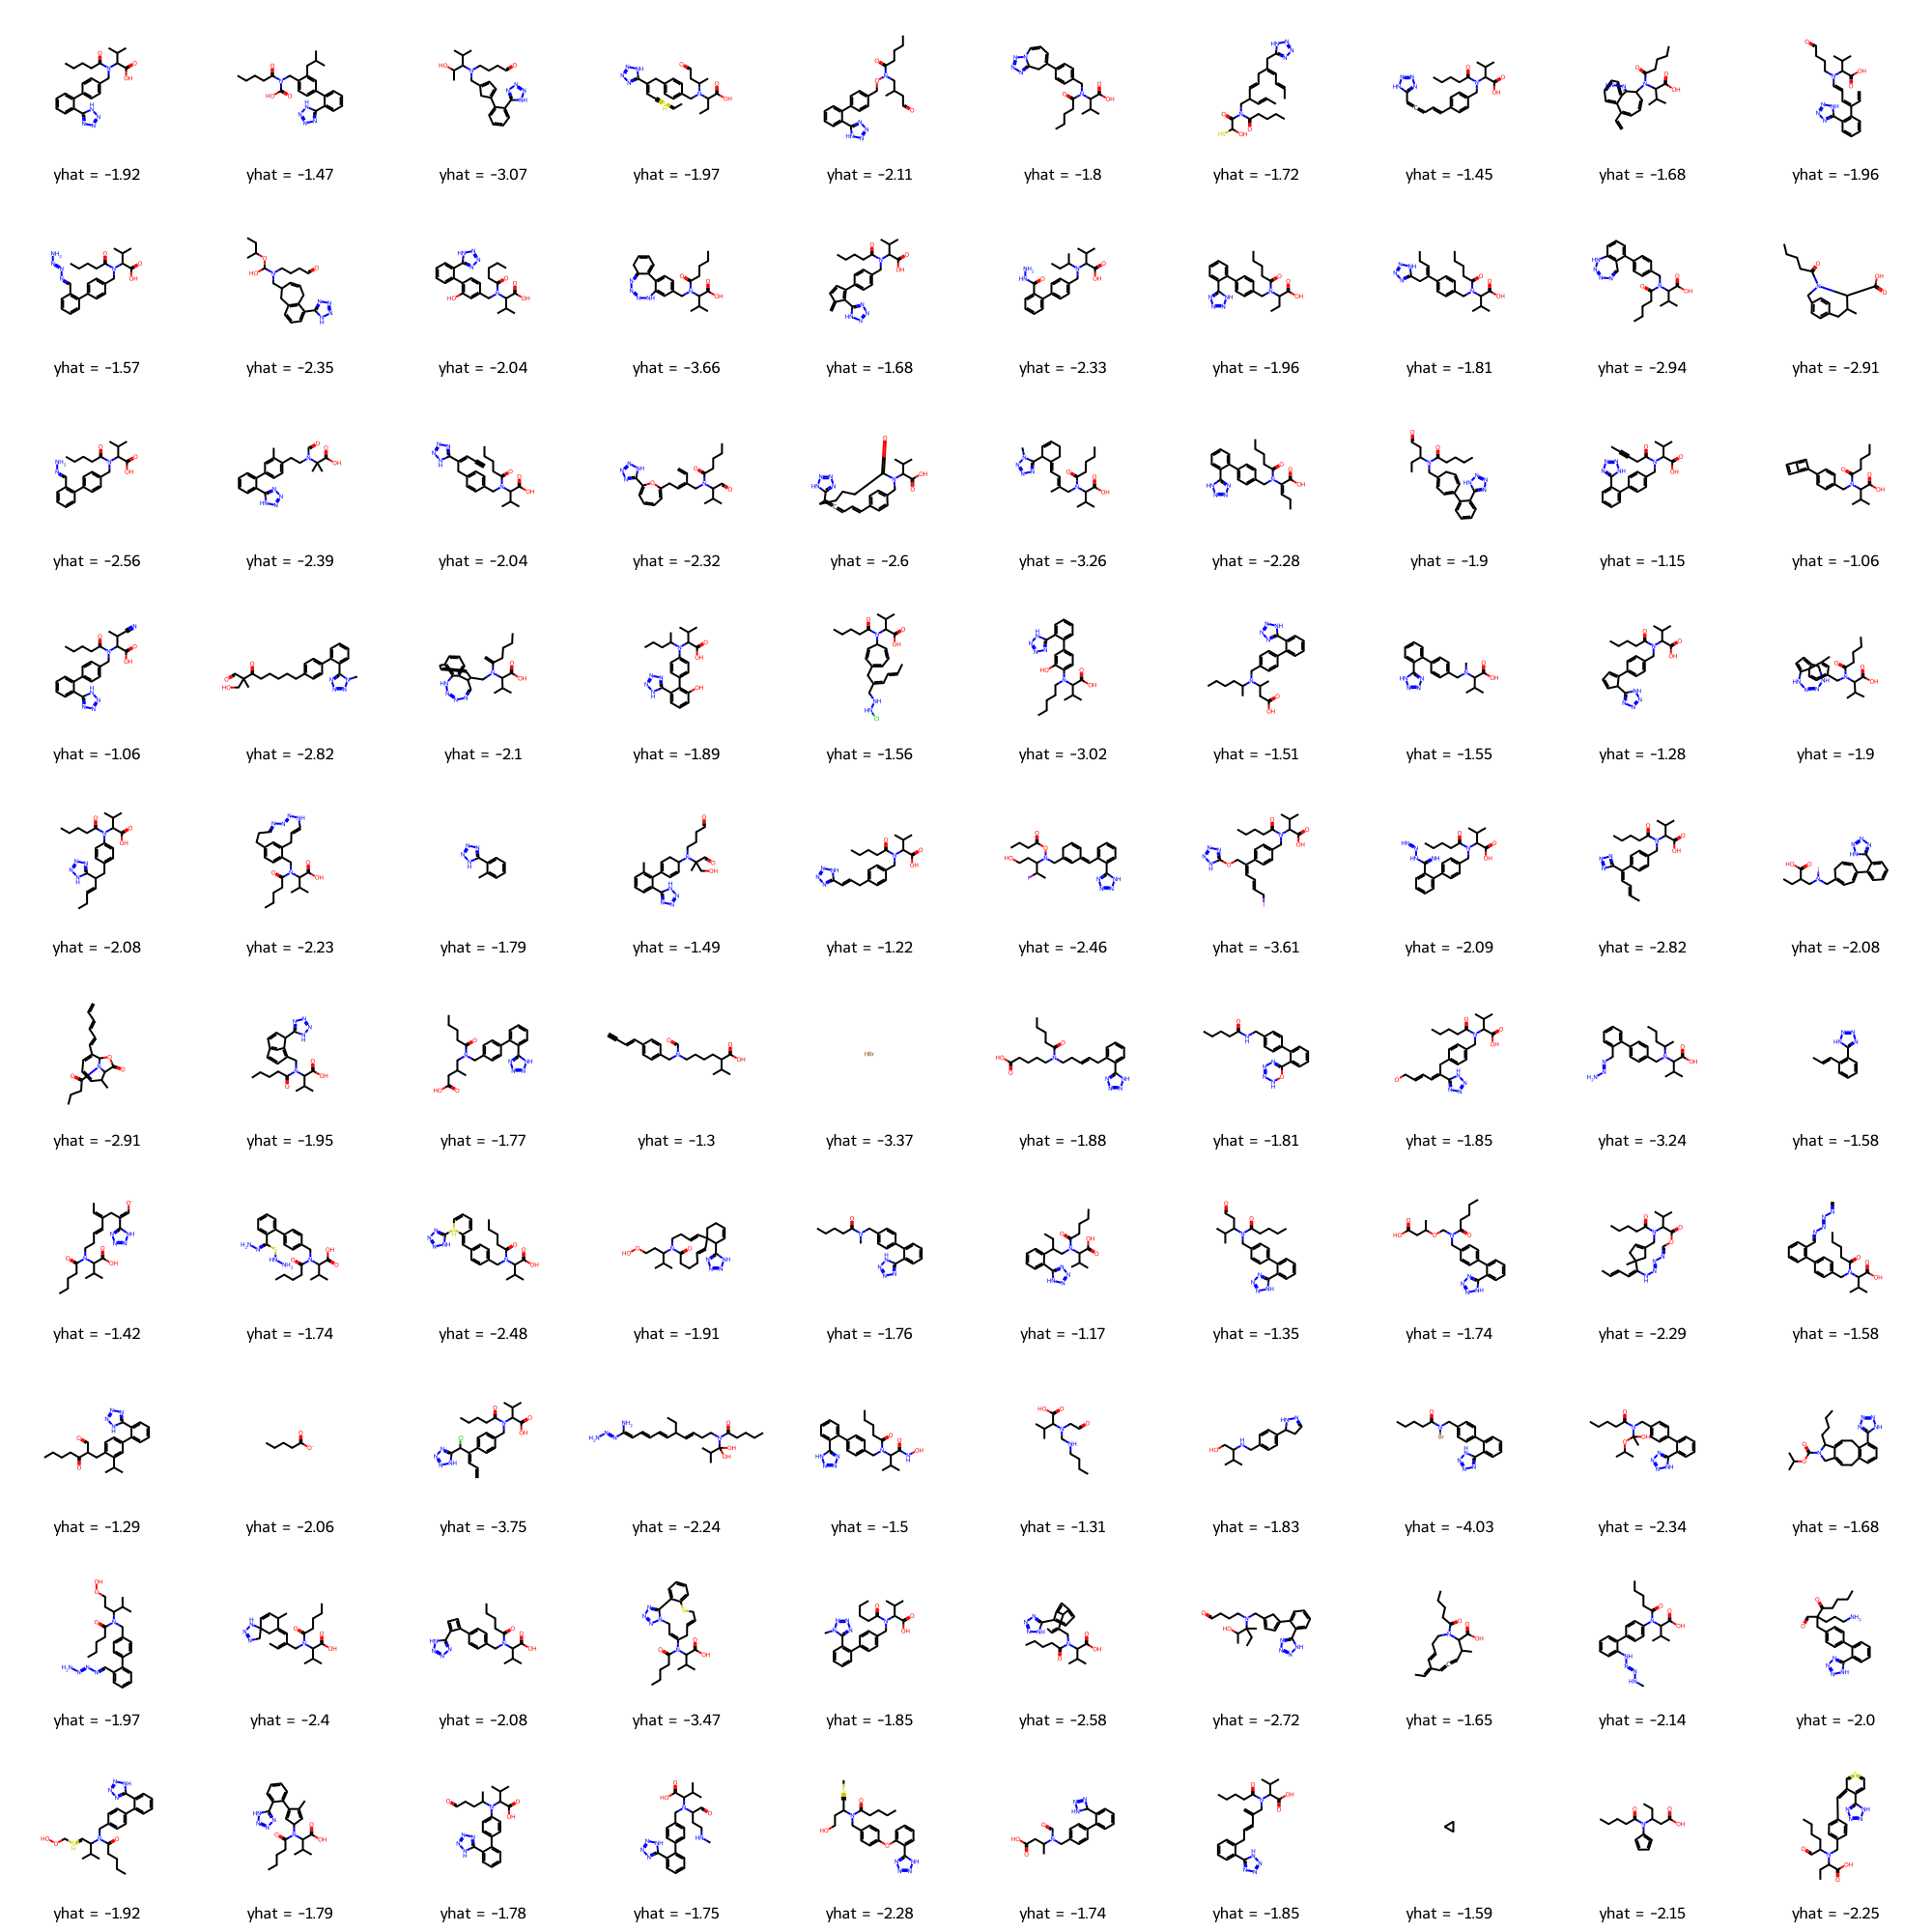 yhat = -1.92 yhat = -1.47 yhat = -3.07 yhat = -1.97 yhat = -2.11 yhat = -1.8 yhat = -1.72 yhat = -1.45 yhat = -1.68 yhat = -1.96
yhat = -1.57 yhat = -2.35 yhat = -2.04 yhat = -3.66 yhat = -1.68 yhat = -2.33 yhat = -1.96 yhat = -1.81 yhat = -2.94 yhat = -2.91
yhat = -2.56 yhat = -2.39 yhat = -2.04 yhat = -2.32 yhat = -2.6 yhat = -3.26 yhat = -2.28 yhat = -1.9 yhat = -1.15 yhat = -1.06
yhat = -1.06 yhat = -2.82 yhat = -2.1 yhat = -1.89 yhat = -1.56 yhat = -3.02 yhat = -1.51 yhat = -1.55 yhat = -1.28 yhat = -1.9
yhat = -2.08 yhat = -2.23 yhat = -1.79 yhat = -1.49 yhat = -1.22 yhat = -2.46 yhat = -3.61 yhat = -2.09 yhat = -2.82 yhat = -2.08
HBr
yhat = -2.91 yhat = -1.95 yhat = -1.77 yhat = -1.3 yhat = -3.37 yhat = -1.88 yhat = -1.81 yhat = -1.85 yhat = -3.24 yhat = -1.58
yhat = -1.42 yhat = -1.74 yhat = -2.48 yhat = -1.91 yhat = -1.76 yhat = -1.17 yhat = -1.35 yhat = -1.74 yhat = -2.29 yhat = -1.58
yhat = -1.29 yhat = -2.06 yhat = -3.75 yhat = -2.24 yhat = -1.5 yhat = -1.31 yhat = -1.83 yhat = -4.03 yhat = -2.34 yhat = -1.68
yhat = -1.97 yhat = -2.4 yhat = -2.08 yhat = -3.47 yhat = -1.85 yhat = -2.58 yhat = -2.72 yhat = -1.65 yhat = -2.14 yhat = -2.0
yhat = -1.92 yhat = -1.79 yhat = -1.78 yhat = -1.75 yhat = -2.28 yhat = -1.74 yhat = -1.85 yhat = -1.59 yhat = -2.15 yhat = -2.25